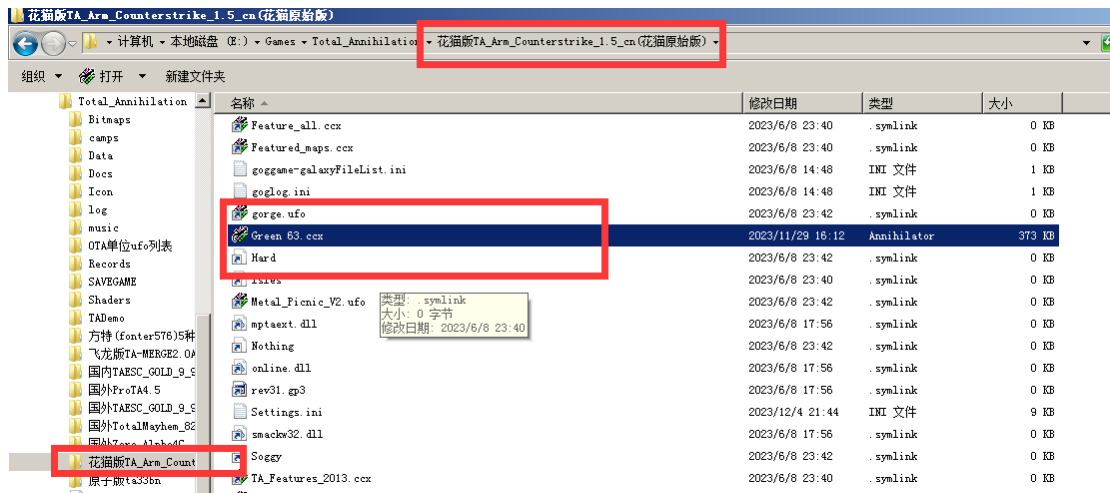 花猫版TA_Arm_Counterstrike_1.5_cn(花猫原始版)
计算机 本地磁盘 (E:) Games Total_Annihilation 花猫版TA_Arm_Counterstrike_1.5_cn(花猫原始版)
组织 打开 新建文件夹
Total_Annihilation
Bitmaps
camps
Data
Docs
Icon
log
music
OTA单位ufo列表
Records
SAVEGAME
Shaders
TADemo
方特(fonter576)5种
飞龙版TA-MERGE2.0A
国内TAESC_GOLD_9_9
国外ProTA4.5
国外TAESC_GOLD_9_9
国外TotalMayhem_82
国外Zero_Alpha4C
花猫版TA_Arm_Count
原子版ta33bn
名称 修改日期 类型 大小
Feature_all.ccx 2023/6/8 23:40 .symlink 0 KB
Featured_maps.ccx 2023/6/8 23:40 .symlink 0 KB
goggame-galaxyFileList.ini 2023/6/8 14:48 INI 文件 1 KB
goglog.ini 2023/6/8 14:48 INI 文件 1 KB
gorge.ufo 2023/6/8 23:42 .symlink 0 KB
Green 63.ccx 2023/11/29 16:12 Annihilator 373 KB
Hard 2023/6/8 23:42 .symlink 0 KB
Isles 2023/6/8 23:40 .symlink 0 KB
Metal_Picnic_V2.ufo 2023/6/8 23:42 .symlink 0 KB
mptaext.dll 2023/6/8 17:56 .symlink 0 KB
Nothing 2023/6/8 23:42 .symlink 0 KB
online.dll 2023/6/8 17:56 .symlink 0 KB
rev31.gp3 2023/6/8 17:56 .symlink 0 KB
Settings.ini 2023/12/4 21:44 INI 文件 9 KB
smackw32.dll 2023/6/8 17:56 .symlink 0 KB
Soggy 2023/6/8 23:42 .symlink 0 KB
TA_Features_2013.ccx 2023/6/8 23:40 .symlink 0 KB
类型: .symlink
大小: 0 字节
修改日期: 2023/6/8 23:40